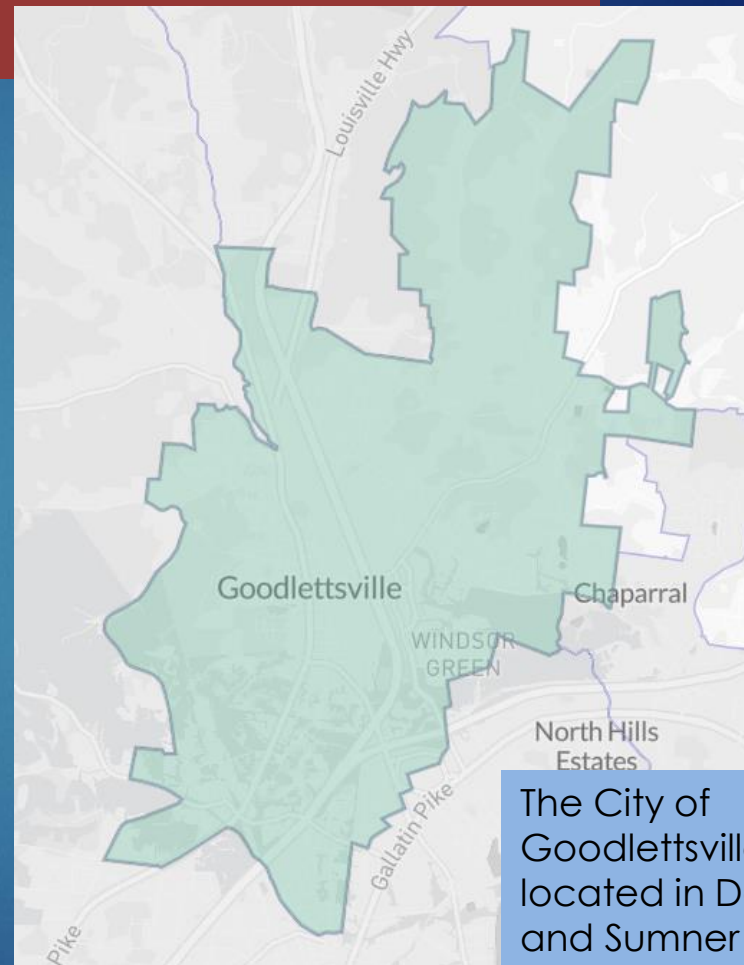 Louisville Hwy
Goodlettsville
Chaparral
WINDSOR
GREEN
North Hills
Estates
Gallatin Pike
Pike
The City of
located in
and Sumner